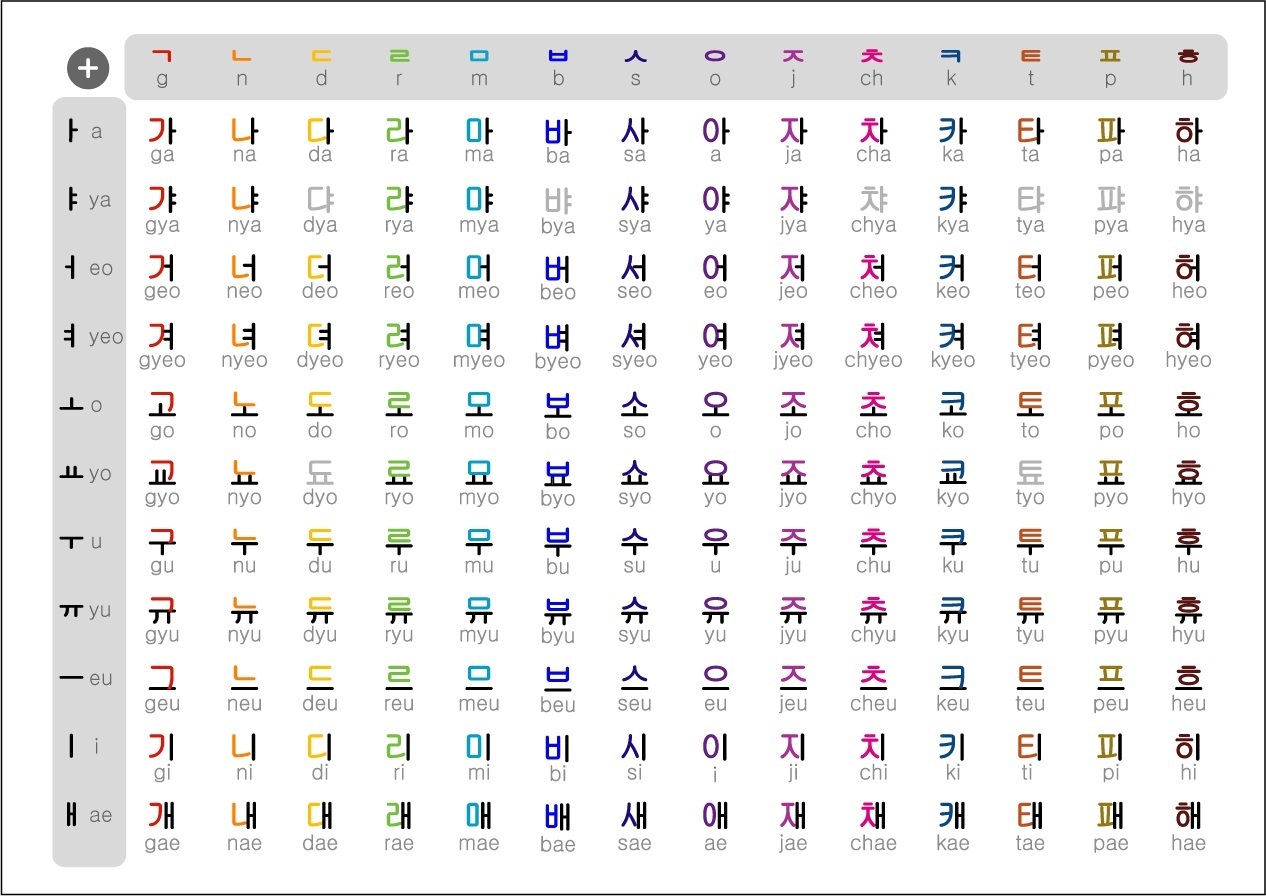 + ㄱ ㄴ ㄷ ㄹ ㅁ ㅂ ㅅ ㅇ ㅈ ㅊ ㅋ ㅌ ㅍ ㅎ
g n d r m b s o j ch k t p h
ㅏ a 가 나 다 라 마 바 사 아 자 차 카 타 파 하
ga na da ra ma ba sa a ja cha ka ta pa ha
ㅑ ya 갸 냐 댜 랴 먀 뱌 샤 야 쟈 챠 캬 탸 퍄 햐
gya nya dya rya mya bya sya ya jya chya kya tya pya hya
ㅓ eo 거 너 더 러 머 버 서 어 저 처 커 터 퍼 허
geo neo deo reo meo beo seo eo jeo cheo keo teo peo heo
ㅕ yeo 겨 녀 뎌 려 며 벼 셔 여 져 쳐 켜 텨 펴 혀
gyeo nyeo dyeo ryeo myeo byeo syeo yeo jyeo chyeo kyeo tyeo pyeo hyeo
ㅗ o 고 노 도 로 모 보 소 오 조 초 코 토 포 호
go no do ro mo bo so o jo cho ko to po ho
ㅛ yo 교 뇨 됴 료 묘 뵤 쇼 요 죠 쵸 쿄 툐 표 효
gyo nyo dyo ryo myo byo syo yo jyo chyo kyo tyo pyo hyo
ㅜ u 구 누 두 루 무 부 수 우 주 추 쿠 투 푸 후
gu nu du ru mu bu su u ju chu ku tu pu hu
ㅠ yu 규 뉴 듀 류 뮤 뷰 슈 유 쥬 츄 큐 튜 퓨 휴
gyu nyu dyu ryu myu byu syu yu jyu chyu kyu tyu pyu hyu
ㅡ eu 그 느 드 르 므 브 스 으 즈 츠 크 트 프 흐
geu neu deu reu meu beu seu eu jeu cheu keu teu peu heu
ㅣ i 기 니 디 리 미 비 시 이 지 치 키 티 피 히
gi ni di ri mi bi si i ji chi ki ti pi hi
ㅐ ae 개 내 대 래 매 배 새 애 재 채 캐 태 패 해
gae nae dae rae mae bae sae ae jae chae kae tae pae hae